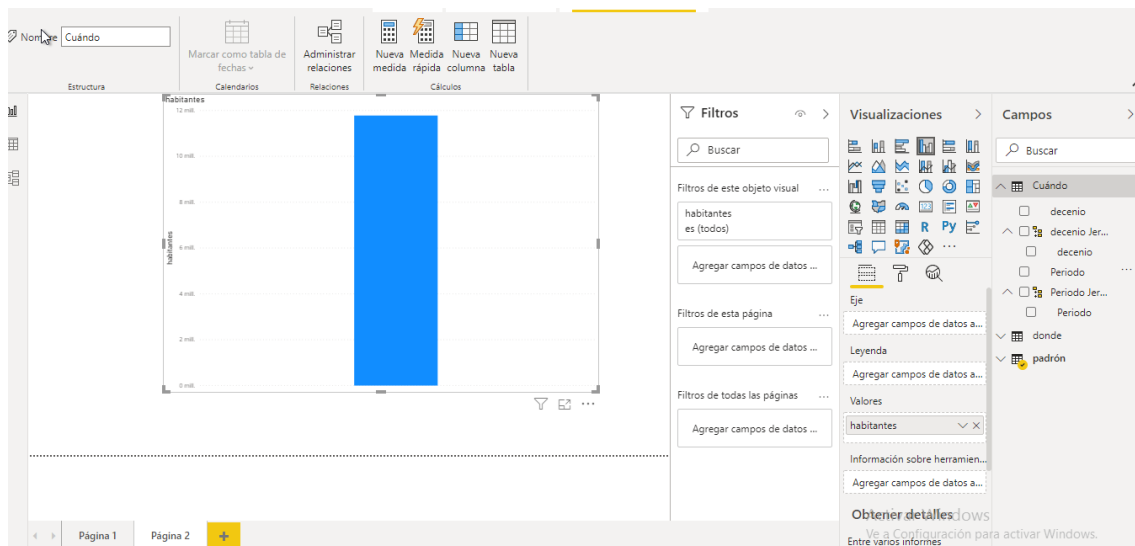 Nombre Cuándo
Marcar como tabla de
fechas
Administrar
relaciones
Nueva
medida
Medida
rápida
Nueva
columna
Nueva
tabla
Estructura
Calendarios
Relaciones
Cálculos
habitantes
12 mill.
10 mill.
8 mill.
6 mill.
4 mill.
2 mill.
0 mill.
habitantes
Filtros
Buscar
Filtros de este objeto visual ...
habitantes
es (todos)
Agregar campos de datos ...
Filtros de esta página ...
Agregar campos de datos ...
Filtros de todas las páginas ...
Agregar campos de datos ...
Visualizaciones
R Py
...
Eje
Agregar campos de datos a...
Leyenda
Agregar campos de datos a...
Valores
habitantes
Información sobre herramien...
Agregar campos de datos a...
Obtener detalles
Entre varios informes
Campos
Buscar
Cuándo
decenio
decenio Jer...
decenio
Periodo ...
Periodo Jer...
Periodo
donde
padrón
Activar Windows
Ve a Configuración para activar Windows.
Página 1
Página 2
+